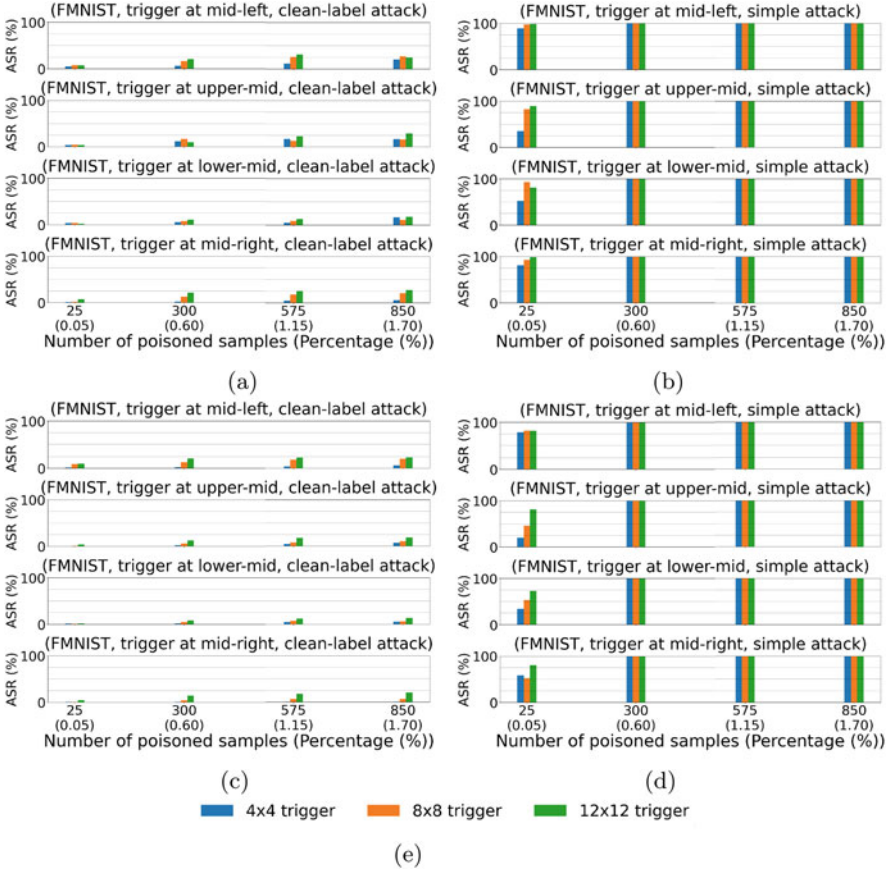 (FMNIST, trigger at mid-left, clean-label attack)
100
0
ASR (%)
(FMNIST, trigger at upper-mid, clean-label attack)
100
0
ASR (%)
(FMNIST, trigger at lower-mid, clean-label attack)
100
0
ASR (%)
(FMNIST, trigger at mid-right, clean-label attack)
100
0
ASR (%)
25 300 575 850
(0.05) (0.60) (1.15) (1.70)
Number of poisoned samples (Percentage (%))
(a)
(FMNIST, trigger at mid-left, simple attack)
100
0
ASR (%)
(FMNIST, trigger at upper-mid, simple attack)
100
0
ASR (%)
(FMNIST, trigger at lower-mid, simple attack)
100
0
ASR (%)
(FMNIST, trigger at mid-right, simple attack)
100
0
ASR (%)
25 300 575 850
(0.05) (0.60) (1.15) (1.70)
Number of poisoned samples (Percentage (%))
(b)
(FMNIST, trigger at mid-left, clean-label attack)
100
0
ASR (%)
(FMNIST, trigger at upper-mid, clean-label attack)
100
0
ASR (%)
(FMNIST, trigger at lower-mid, clean-label attack)
100
0
ASR (%)
(FMNIST, trigger at mid-right, clean-label attack)
100
0
ASR (%)
25 300 575 850
(0.05) (0.60) (1.15) (1.70)
Number of poisoned samples (Percentage (%))
(c)
(FMNIST, trigger at mid-left, simple attack)
100
0
ASR (%)
(FMNIST, trigger at upper-mid, simple attack)
100
0
ASR (%)
(FMNIST, trigger at lower-mid, simple attack)
100
0
ASR (%)
(FMNIST, trigger at mid-right, simple attack)
100
0
ASR (%)
25 300 575 850
(0.05) (0.60) (1.15) (1.70)
Number of poisoned samples (Percentage (%))
(d)
4x4 trigger 8x8 trigger 12x12 trigger
(e)